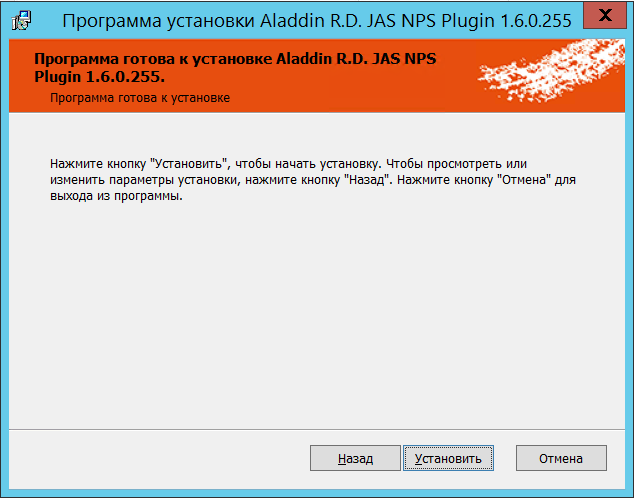 Программа установки Aladdin R.D. JAS NPS Plugin 1.6.0.255
X
Программа готова к установке Aladdin R.D. JAS NPS
Plugin 1.6.0.255.
Программа готова к установке
Нажмите кнопку "Установить", чтобы начать установку. Чтобы просмотреть или
изменить параметры установки, нажмите кнопку "Назад". Нажмите кнопку "Отмена" для
выхода из программы.
Назад
Установить
Отмена